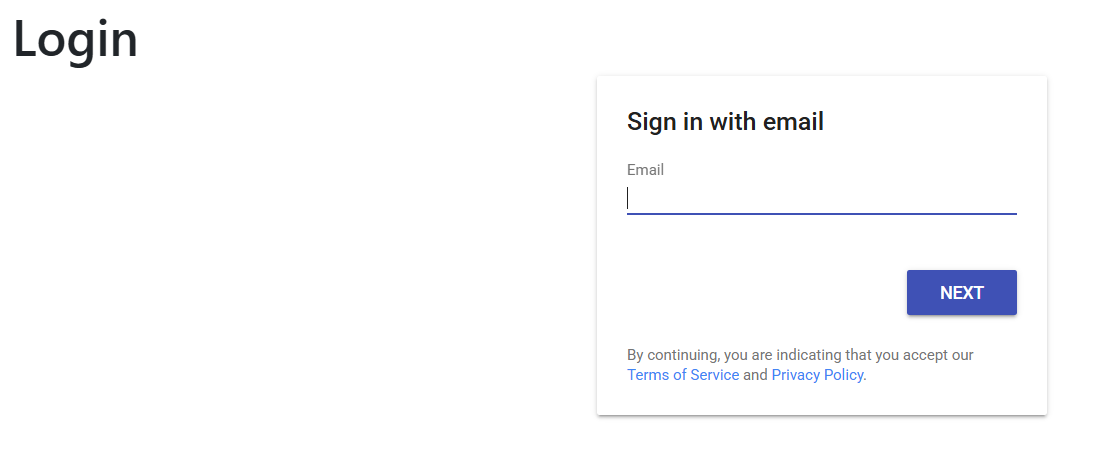 Login
Sign in with email
Email
NEXT
By continuing, you are indicating that you accept our
Terms of Service and Privacy Policy.